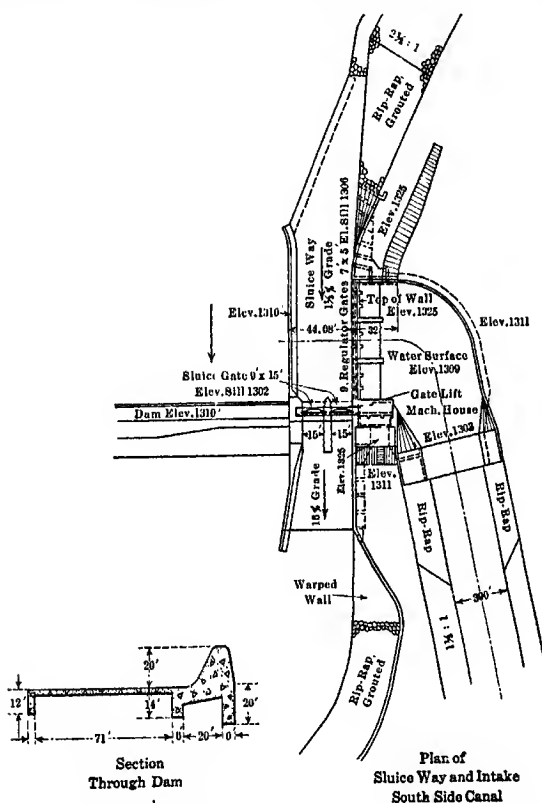 2½ : 1
Rip-Rap,
Grouted
Elev. 1325
Sluice Way
1½% Grade
9 Regulator Gates 7' x 5' El. Sill 1306
Top of Wall
Elev. 1325
Elev. 1310'
44.08'
32'
Elev. 1311
Water Surface
Elev. 1309
Sluice Gate 9' x 15'
Elev. Sill 1302
Gate Lift
Mach. House
Dam Elev. 1310'
Elev. 1303
15'
15'
Elev. 1325
Elev.
1311
15% Grade
Rip-Rap
Rip-Rap
Warped
Wall
1 : 1½
Rip-Rap,
Grouted
20'
12'
14'
20'
71'
20'
Section
Through Dam
Plan of
Sluice Way and Intake
South Side Canal